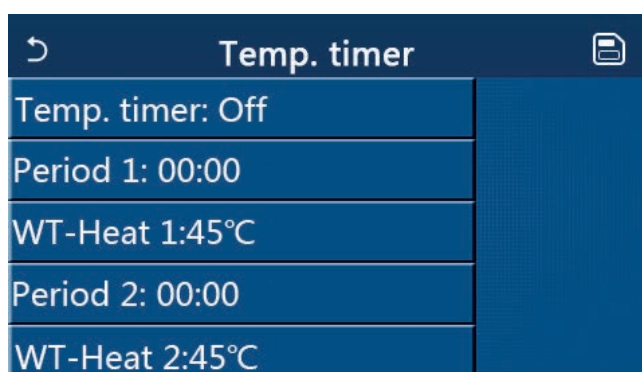 Temp. timer
Temp. timer: Off
Period 1: 00:00
WT-Heat 1:45℃
Period 2: 00:00
WT-Heat 2:45℃